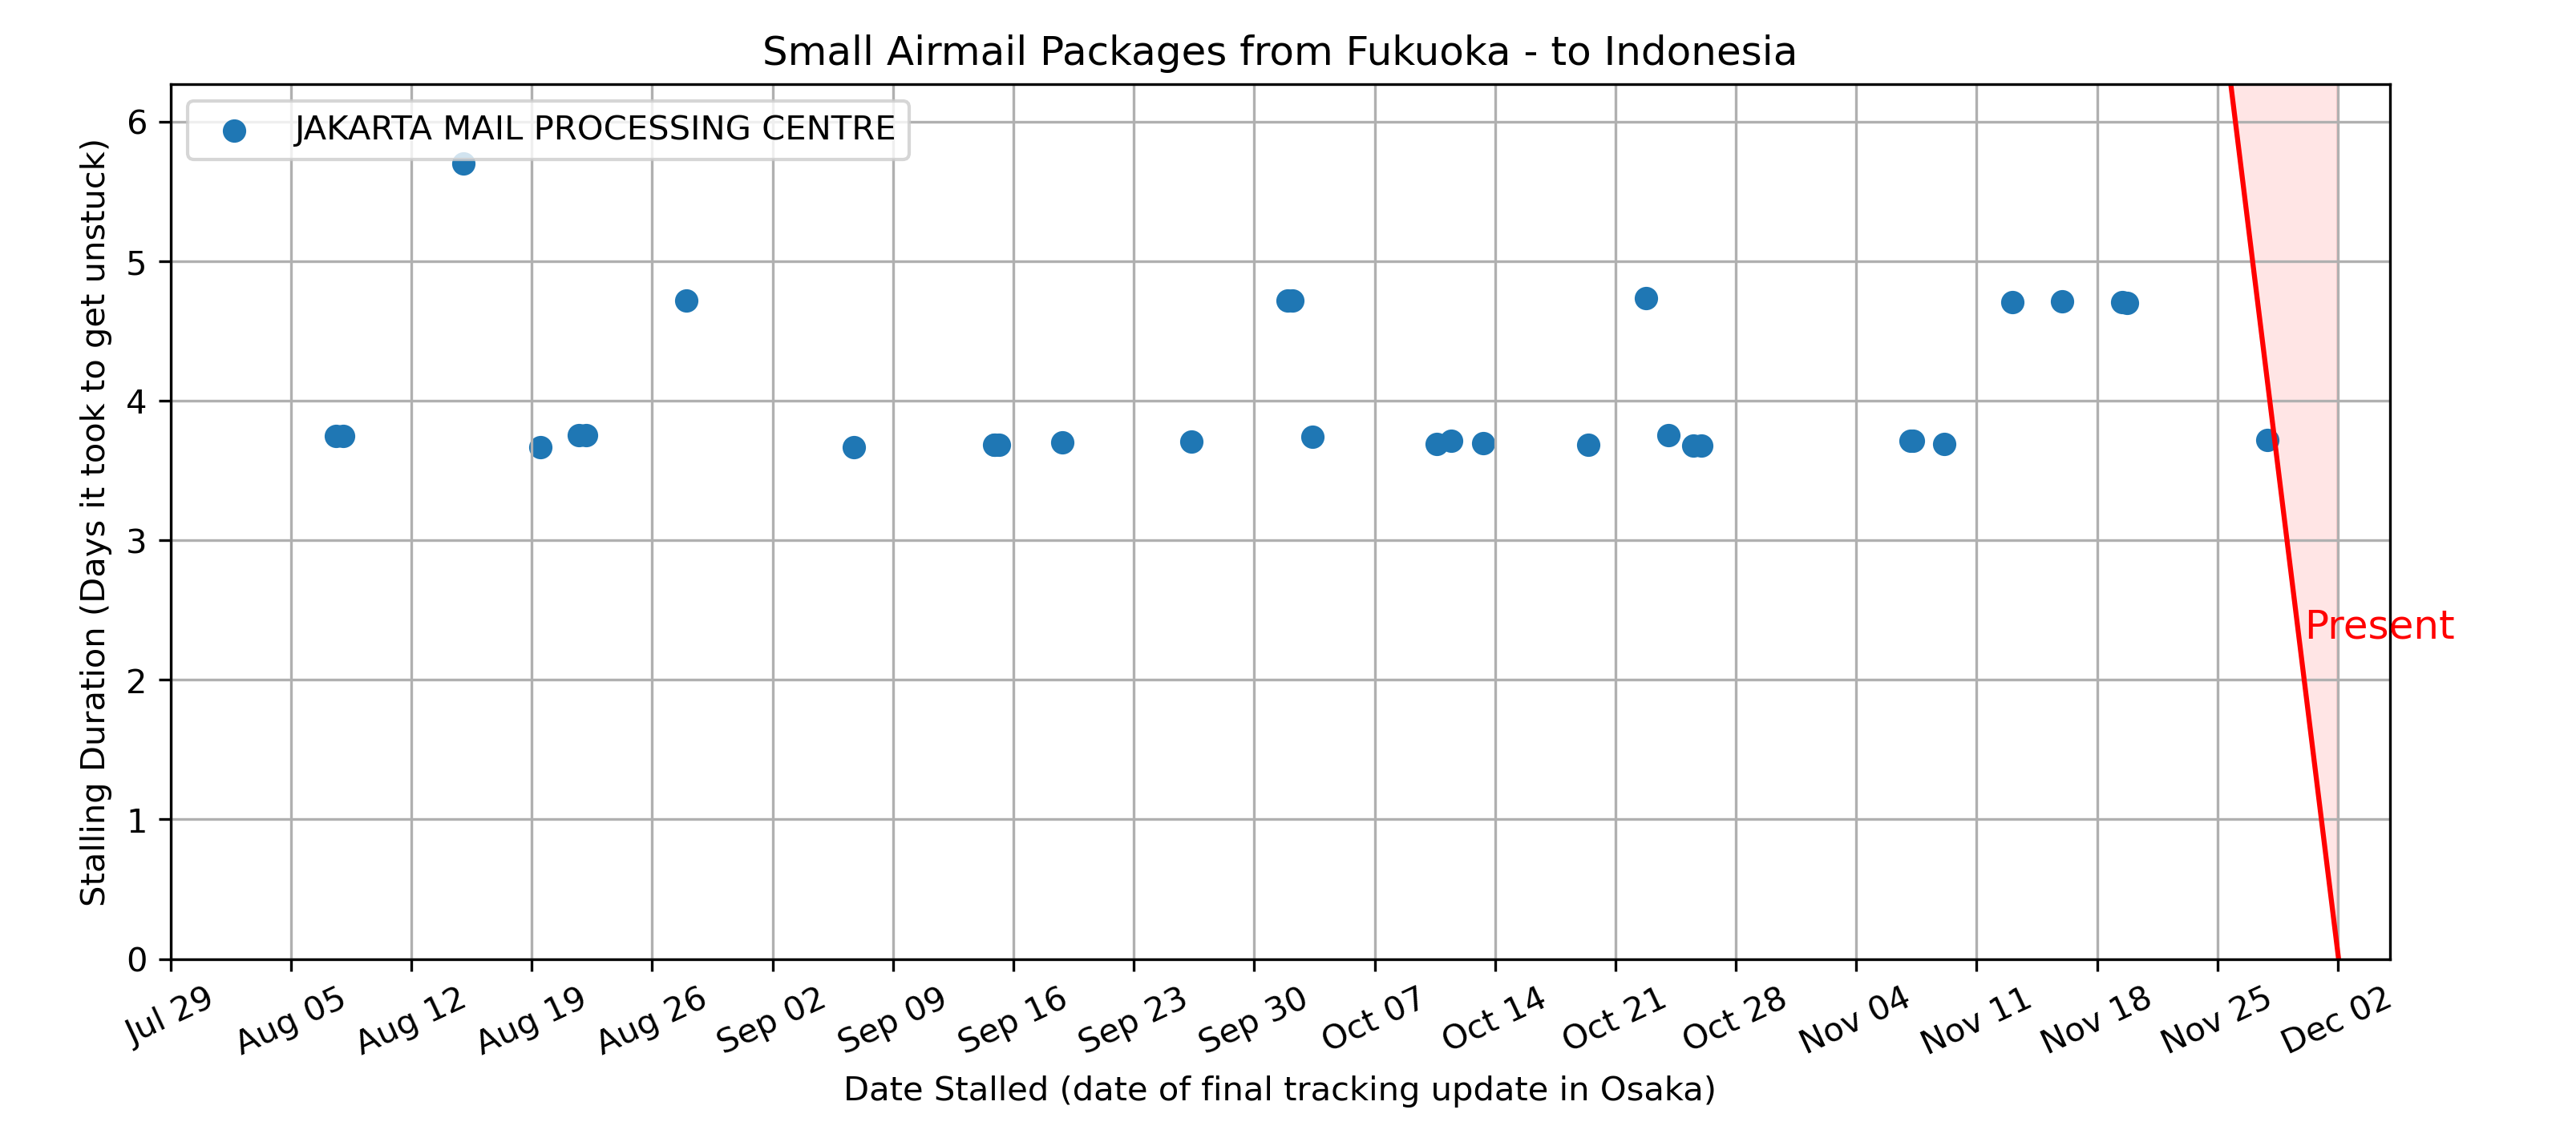 Small Airmail Packages from Fukuoka - to Indonesia
JAKARTA MAIL PROCESSING CENTRE
Stalling Duration (Days it took to get unstuck)
6
5
4
3
2
1
0
Present
Jul 29
Aug 05
Aug 12
Aug 19
Aug 26
Sep 02
Sep 09
Sep 16
Sep 23
Sep 30
Oct 07
Oct 14
Oct 21
Oct 28
Nov 04
Nov 11
Nov 18
Nov 25
Dec 02
Date Stalled (date of final tracking update in Osaka)